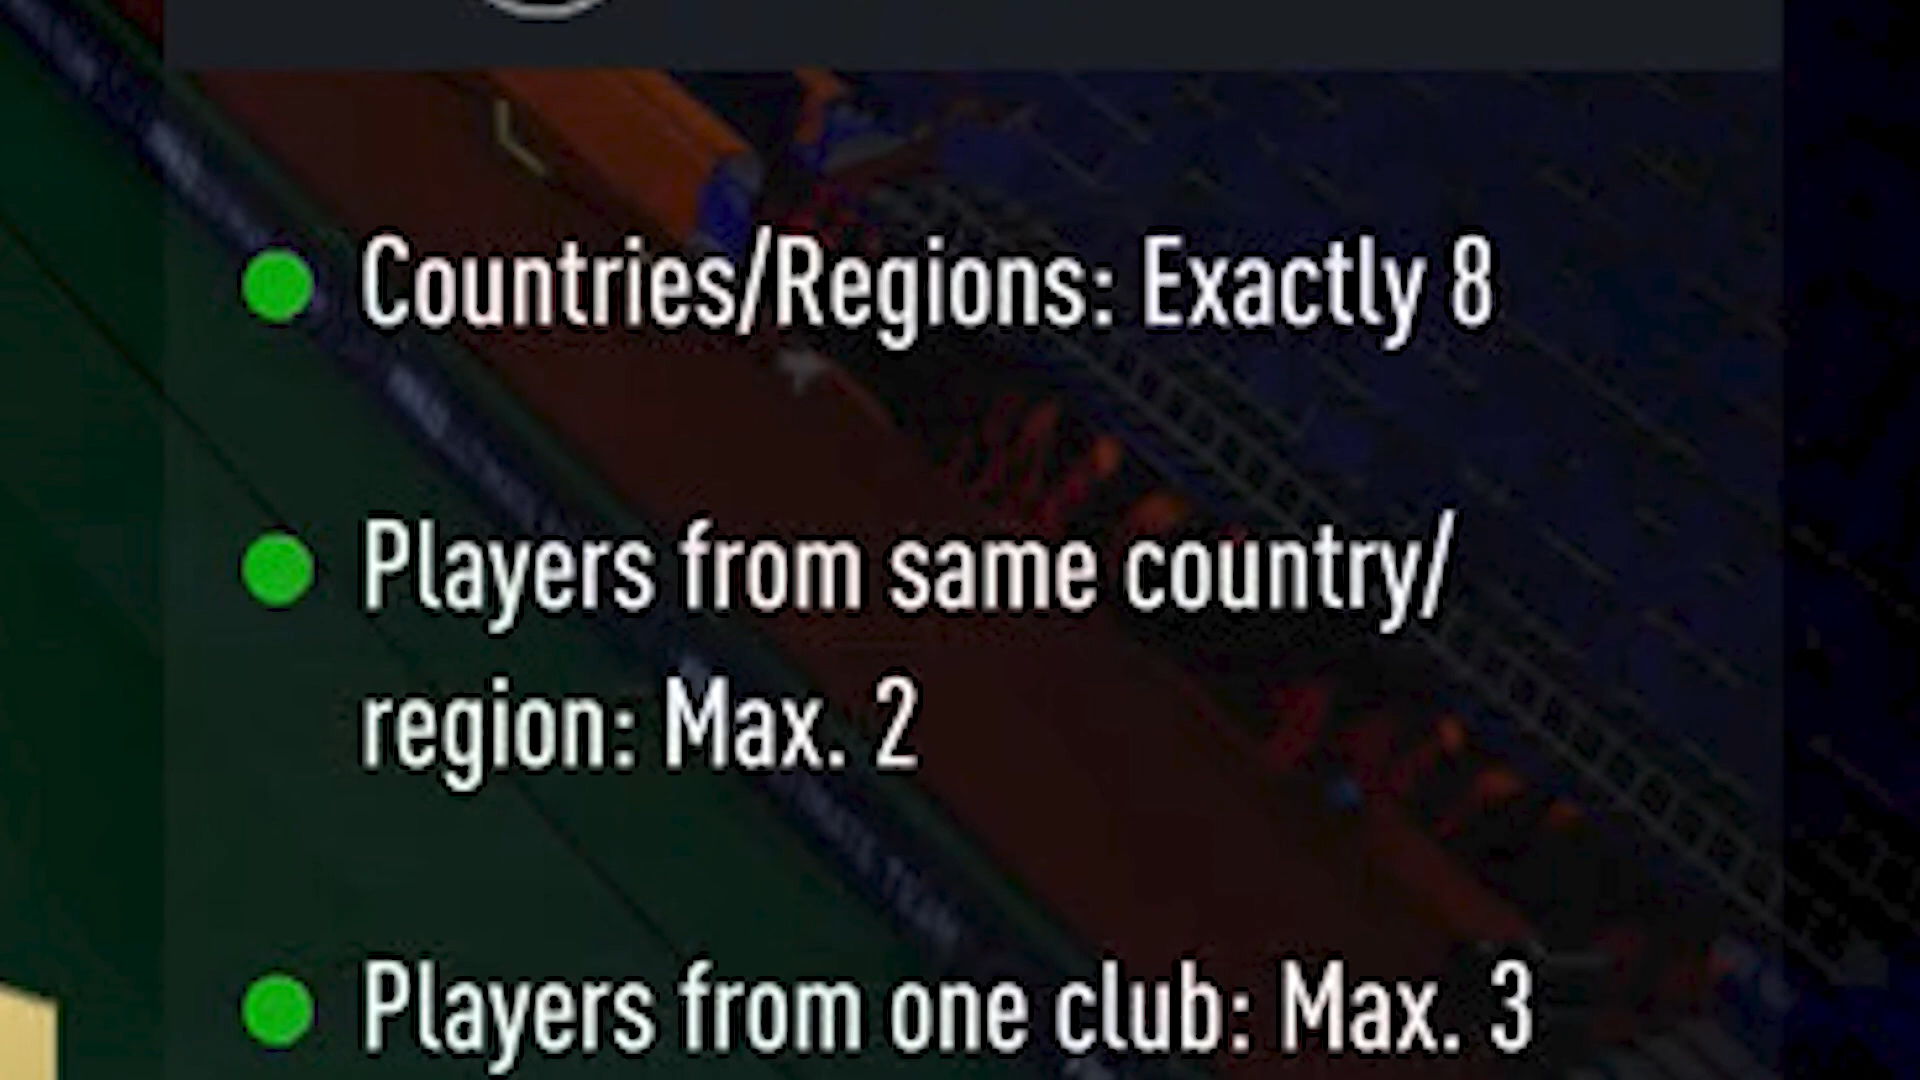 Countries/Regions: Exactly 8
Players from same country/
region: Max. 2
Players from one club: Max. 3